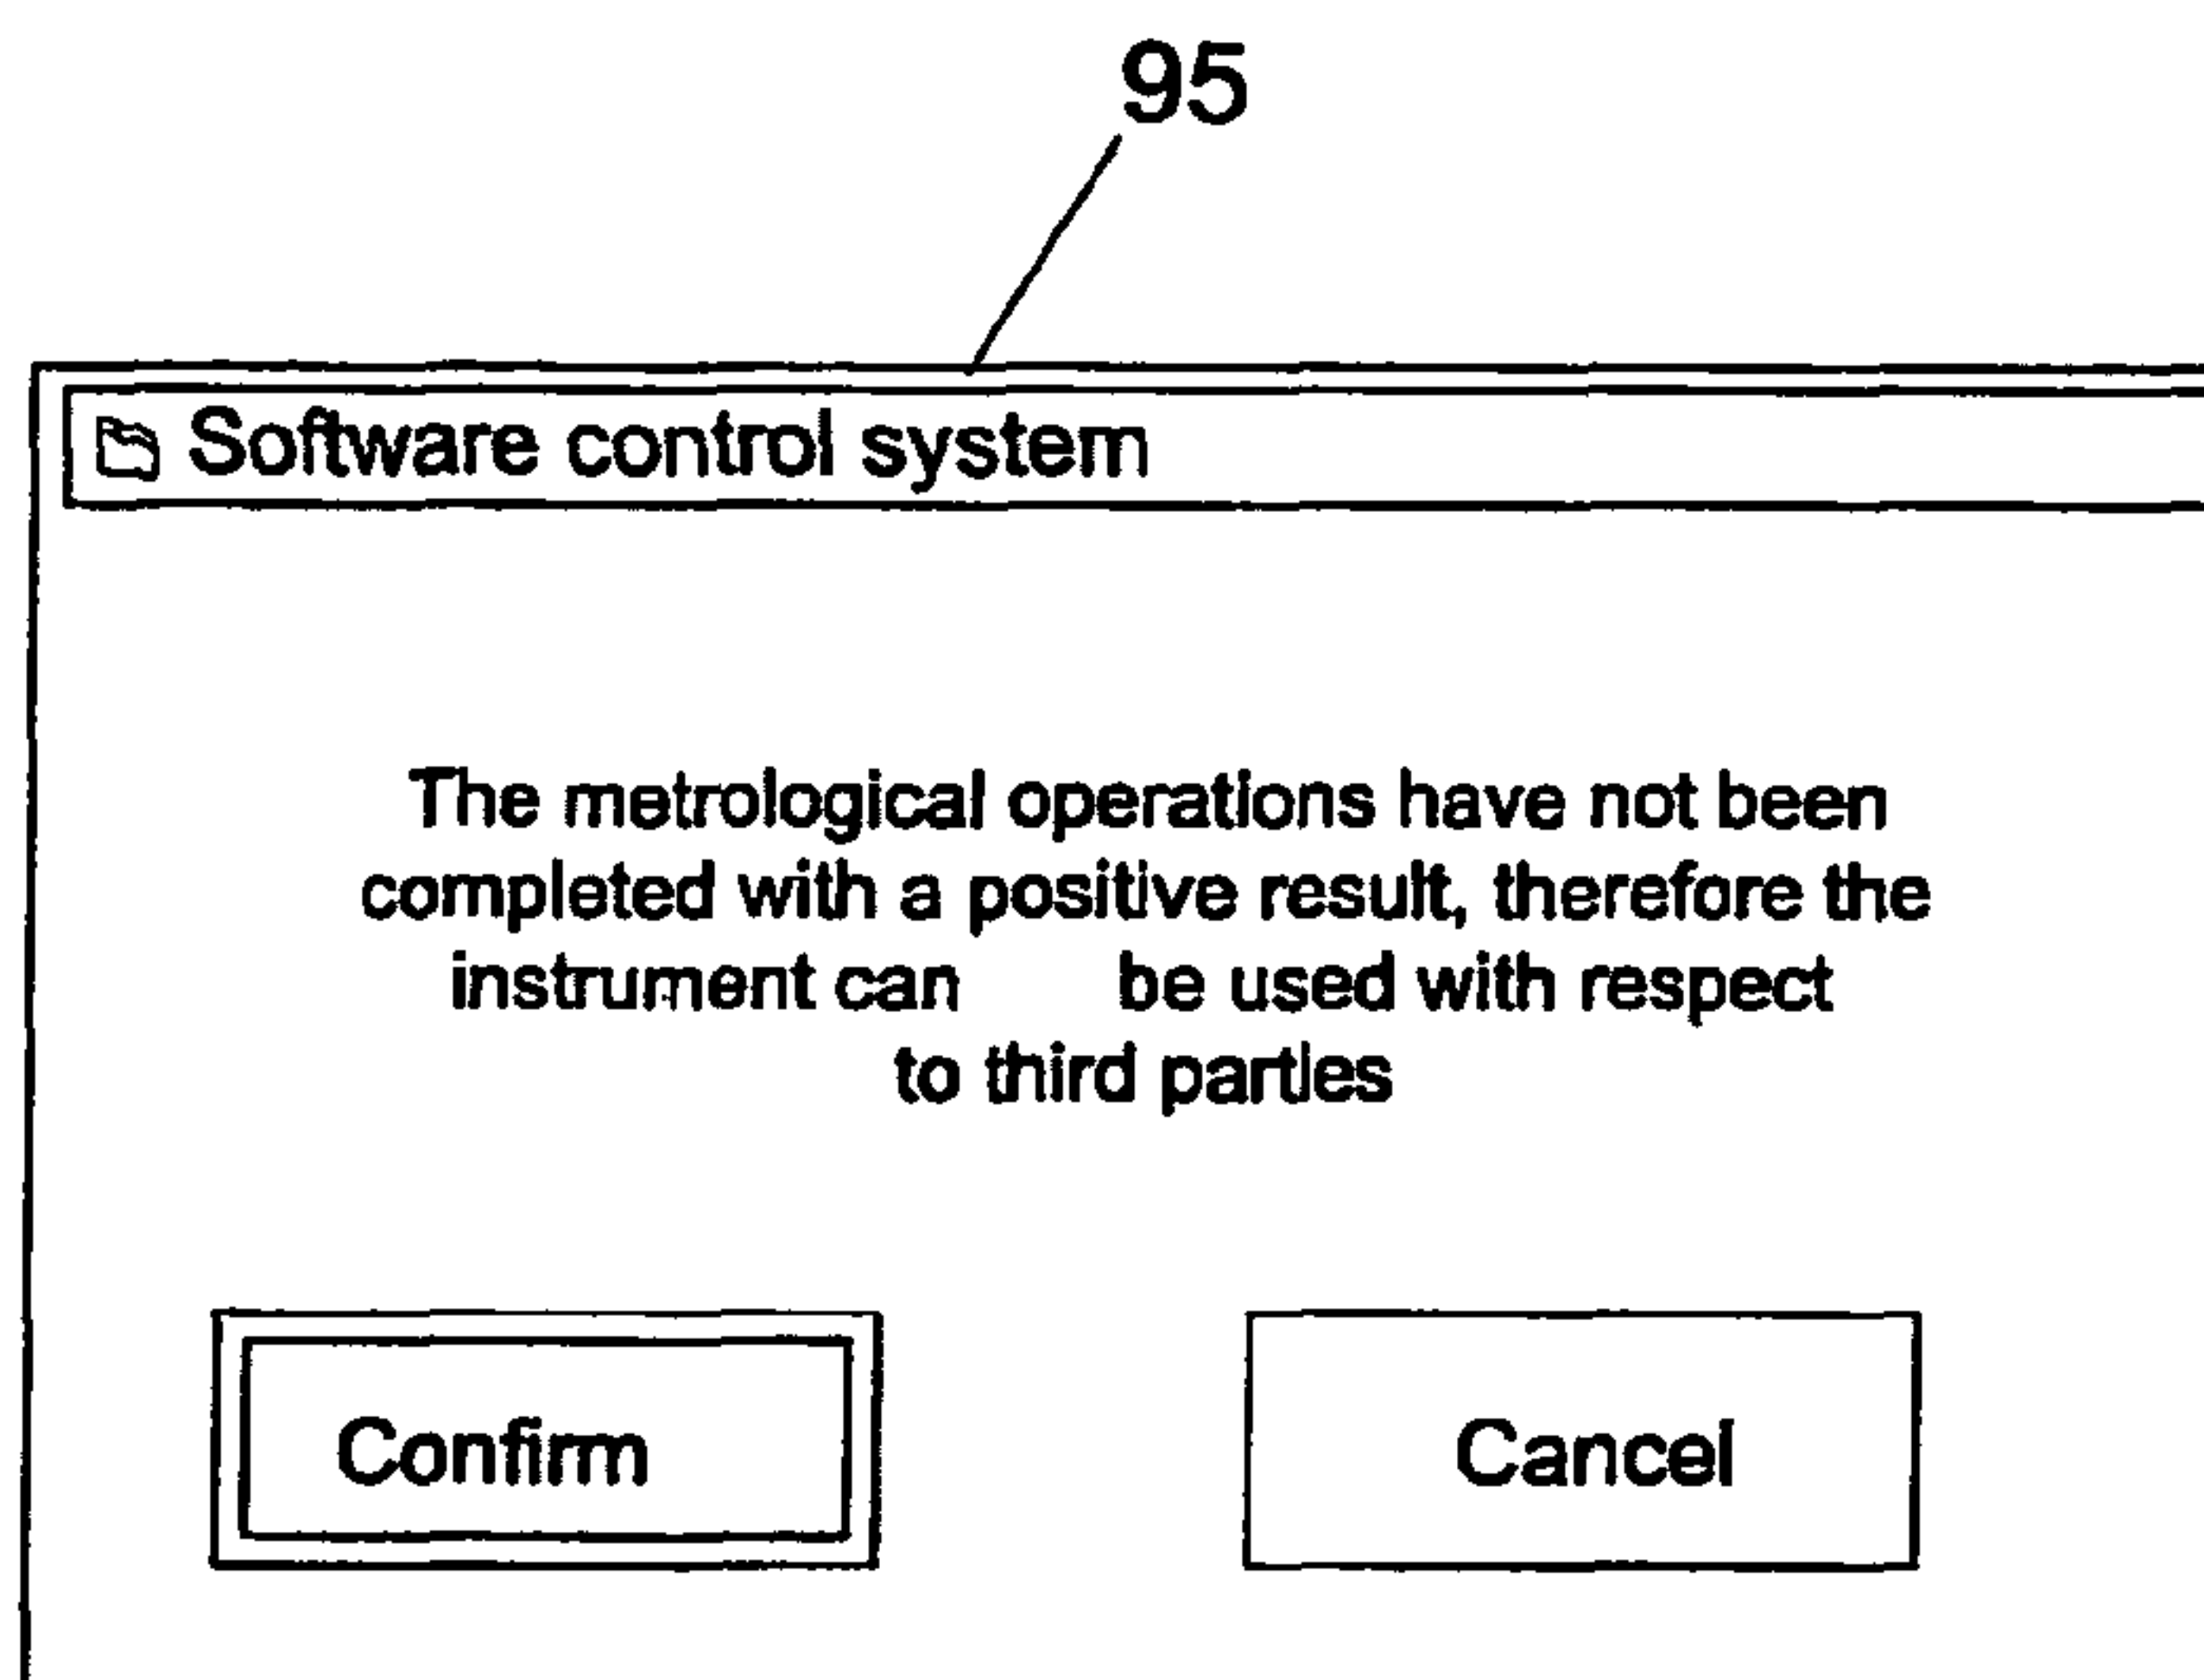 95
Software control system
The metrological operations have not been
completed with a positive result, therefore the
instrument can be used with respect
to third parties
Confirm
Cancel